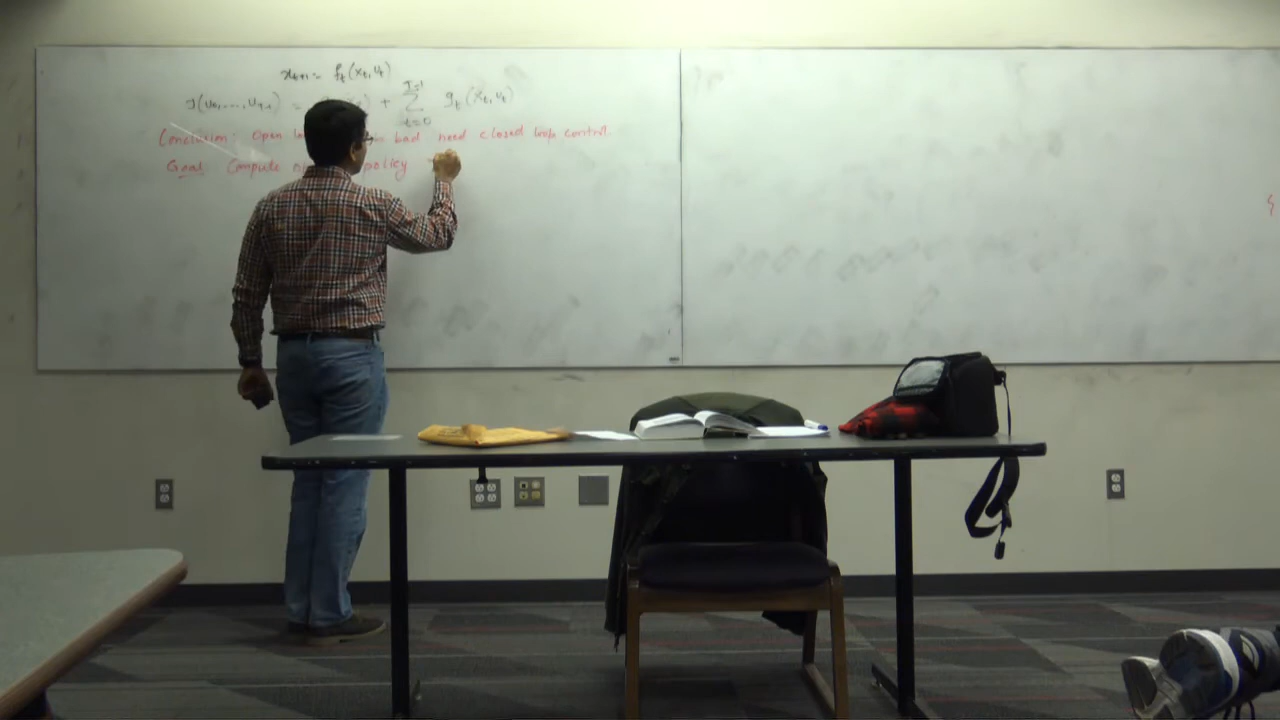 x_{t+1} = f_t(x_t, u_t)
J(u_0, ..., u_{T-1}) = + \sum_{t=0}^{T-1} g_t(x_t, u_t)
Conclusion: Open bad need closed loop control.
Goal: Compute policy